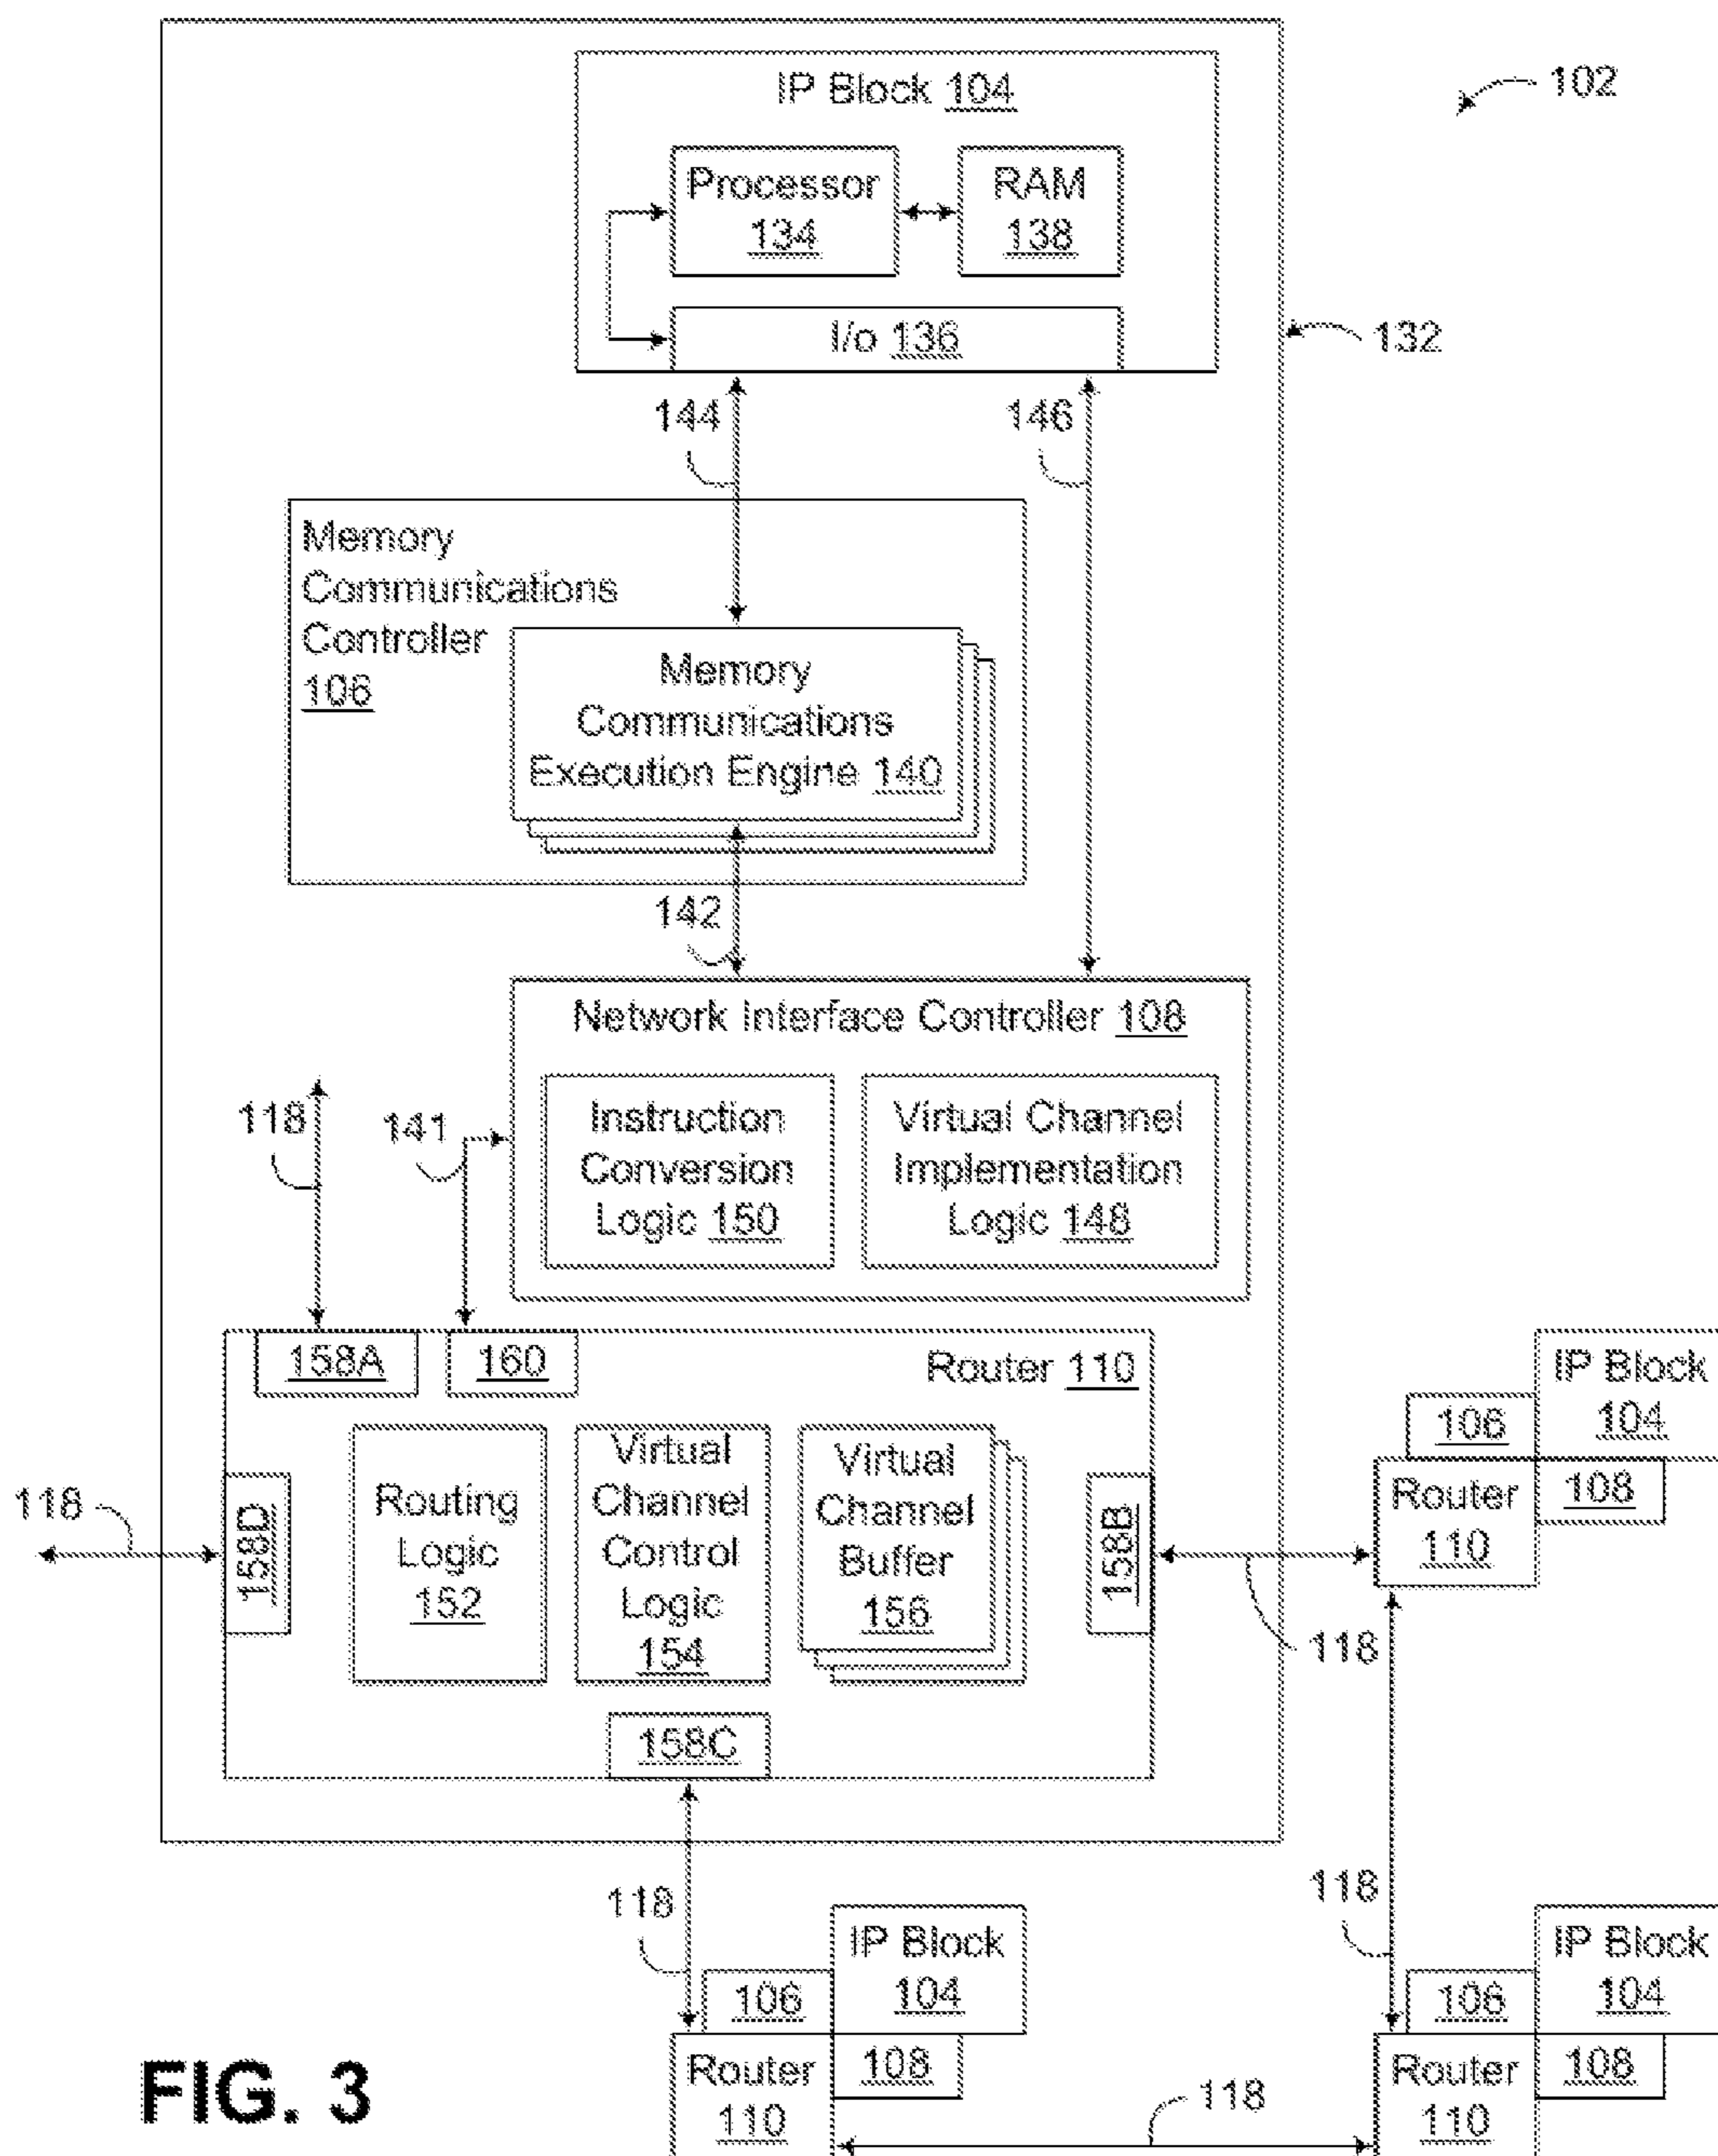 102
IP Block 104
Processor
134
RAM
138
I/o 136
132
144
146
Memory
Communications
Controller
106
Memory
Communications
Execution Engine 140
142
Network Interface Controller 108
Instruction
Conversion
Logic 150
Virtual Channel
Implementation
Logic 148
118
141
158A
160
Router 110
118
158D
Routing
Logic
152
Virtual
Channel
Control
Logic
154
Virtual
Channel
Buffer
156
158B
158C
118
IP Block
104
106
Router
110
108
118
IP Block
104
106
Router
110
108
118
IP Block
104
106
Router
110
108
118
FIG. 3